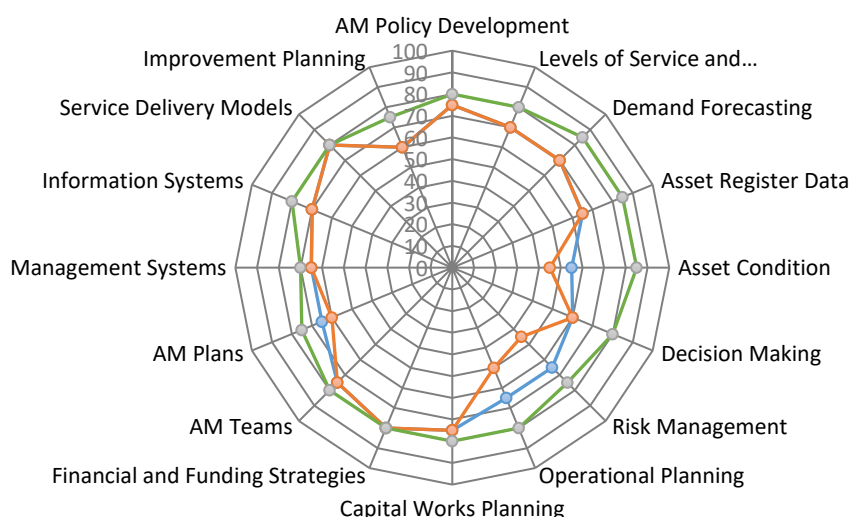 AM Policy Development
Levels of Service and…
Demand Forecasting
Asset Register Data
Asset Condition
Decision Making
Risk Management
Operational Planning
Capital Works Planning
Financial and Funding Strategies
AM Teams
AM Plans
Management Systems
Information Systems
Service Delivery Models
Improvement Planning
100
90
80
70
60
50
40
30
20
10
0